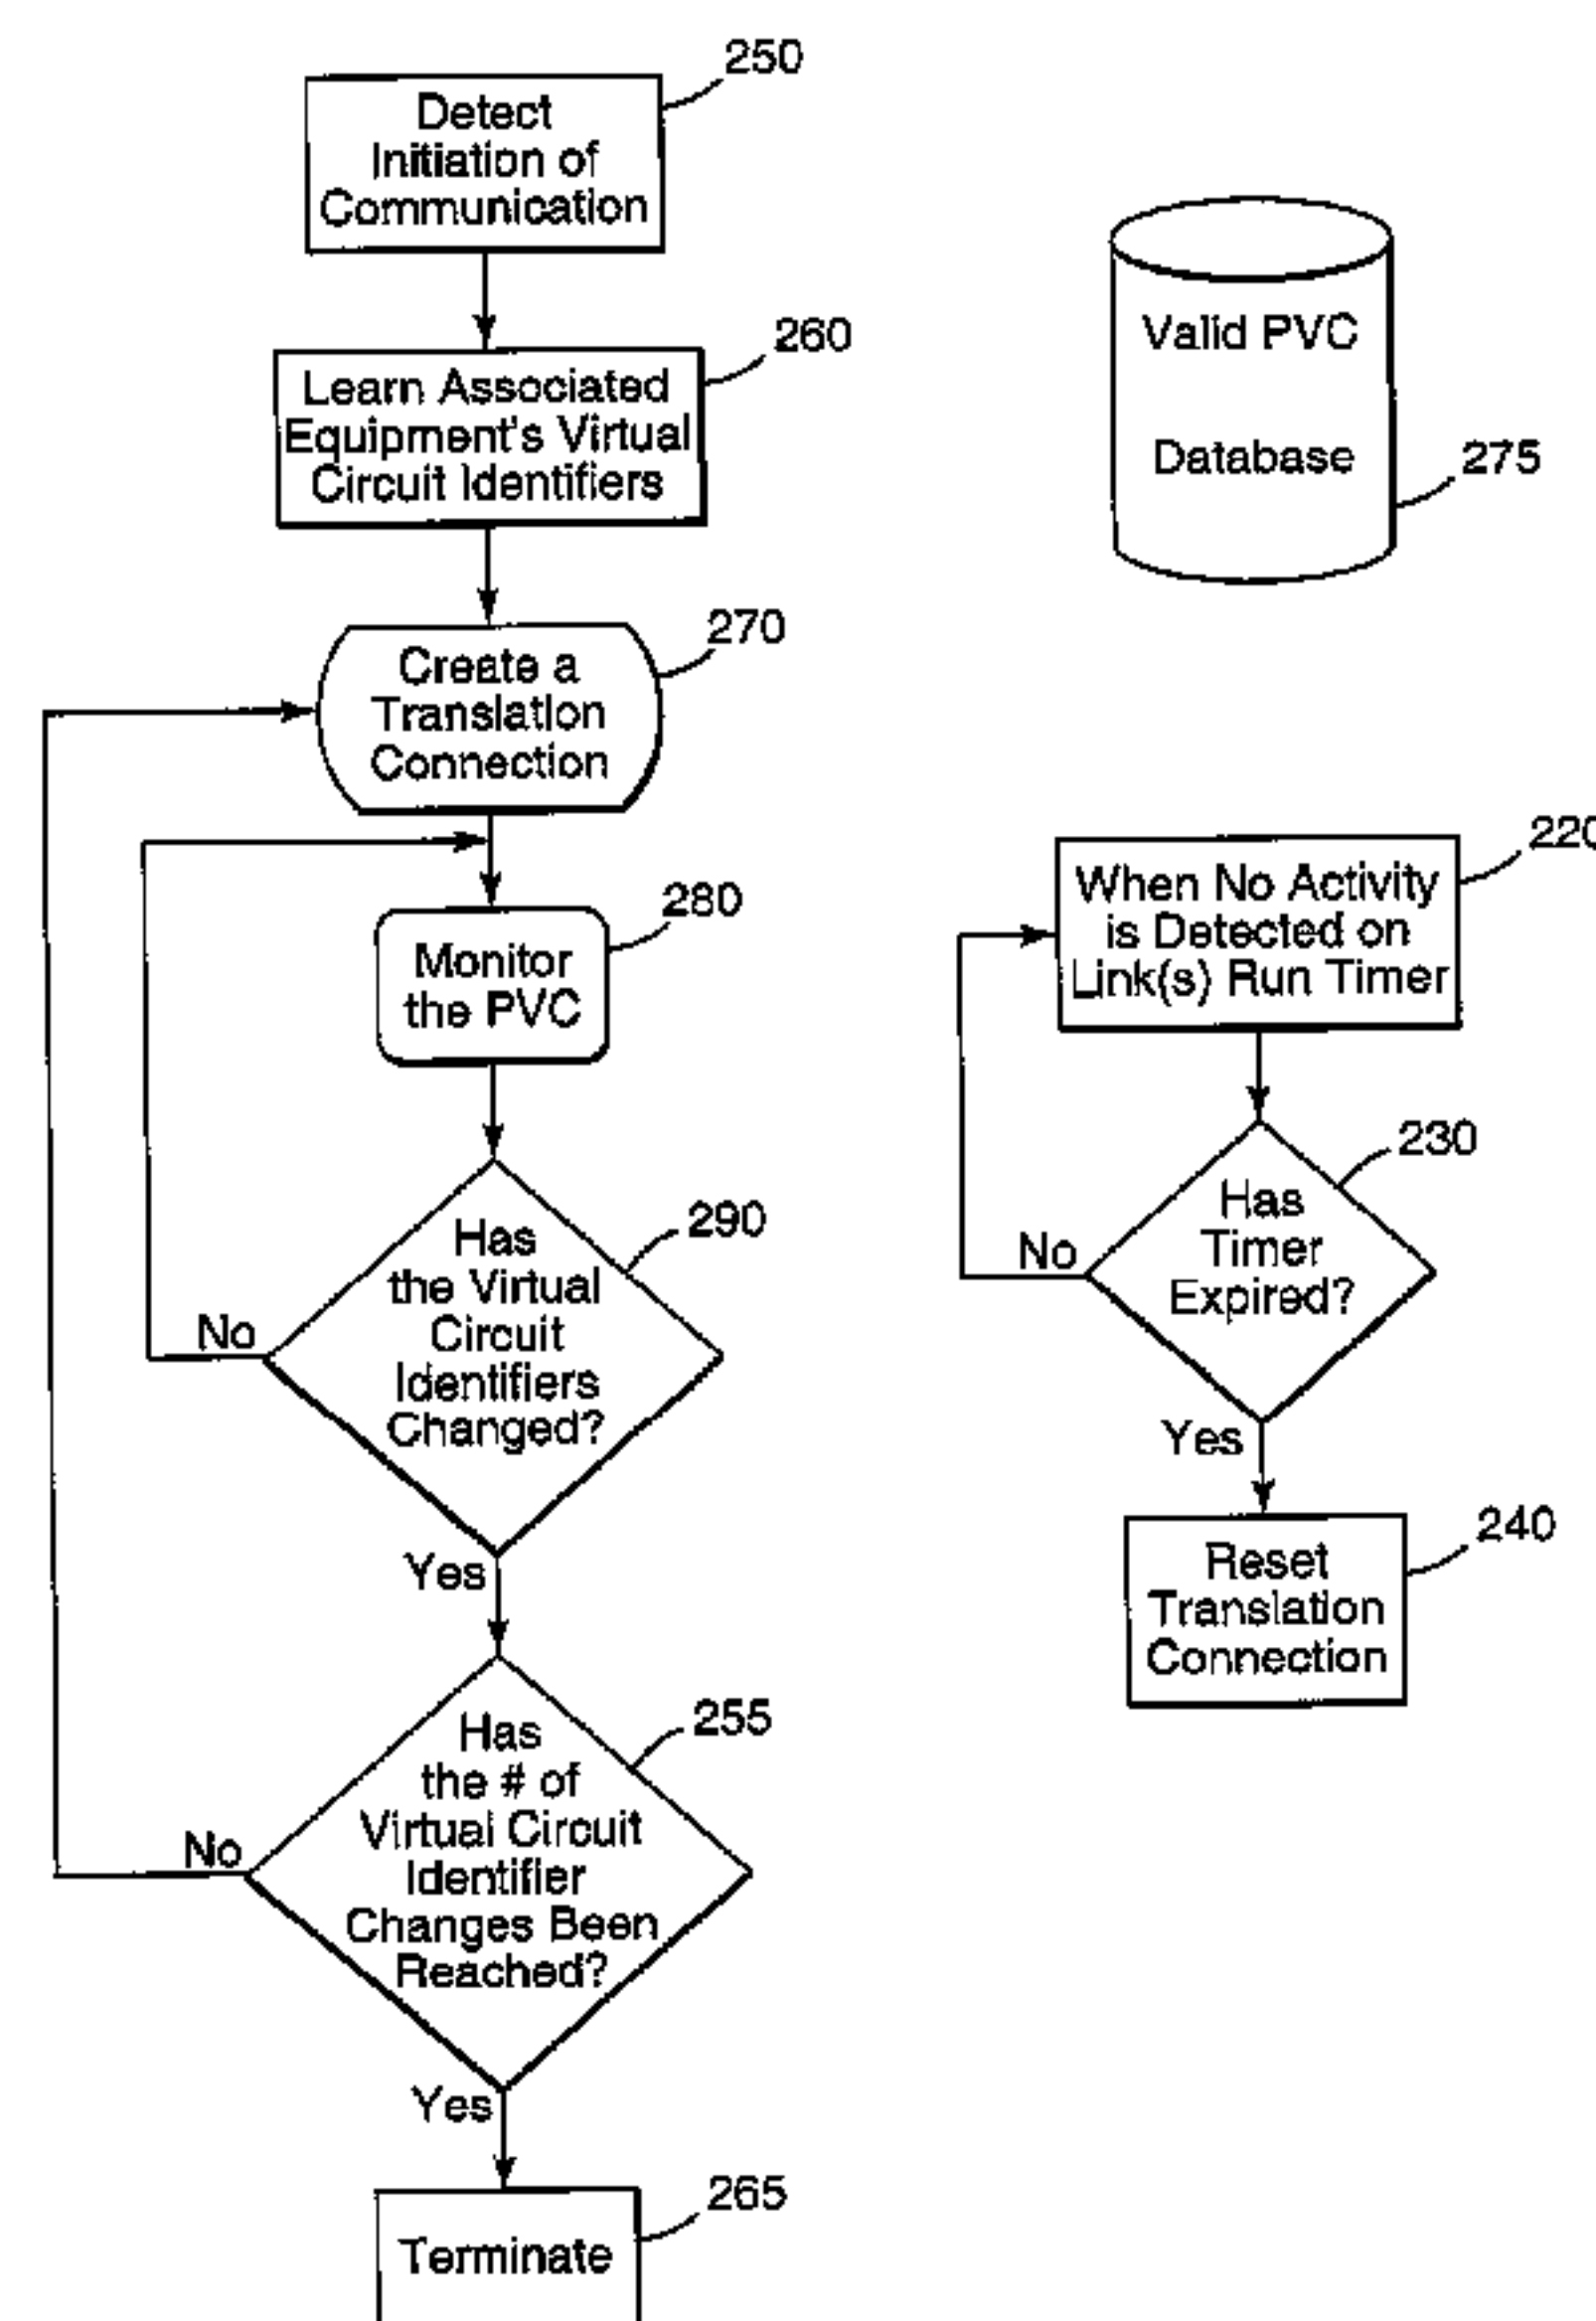 250
Detect
Initiation of
Communication
260
Learn Associated
Equipment's Virtual
Circuit Identifiers
270
Create a
Translation
Connection
280
Monitor
the PVC
290
Has
the Virtual
Circuit
Identifiers
Changed?
No
Yes
255
Has
the # of
Virtual Circuit
Identifier
Changes Been
Reached?
No
Yes
265
Terminate
Valid PVC
Database
275
220
When No Activity
is Detected on
Link(s) Run Timer
230
Has
Timer
Expired?
No
Yes
240
Reset
Translation
Connection